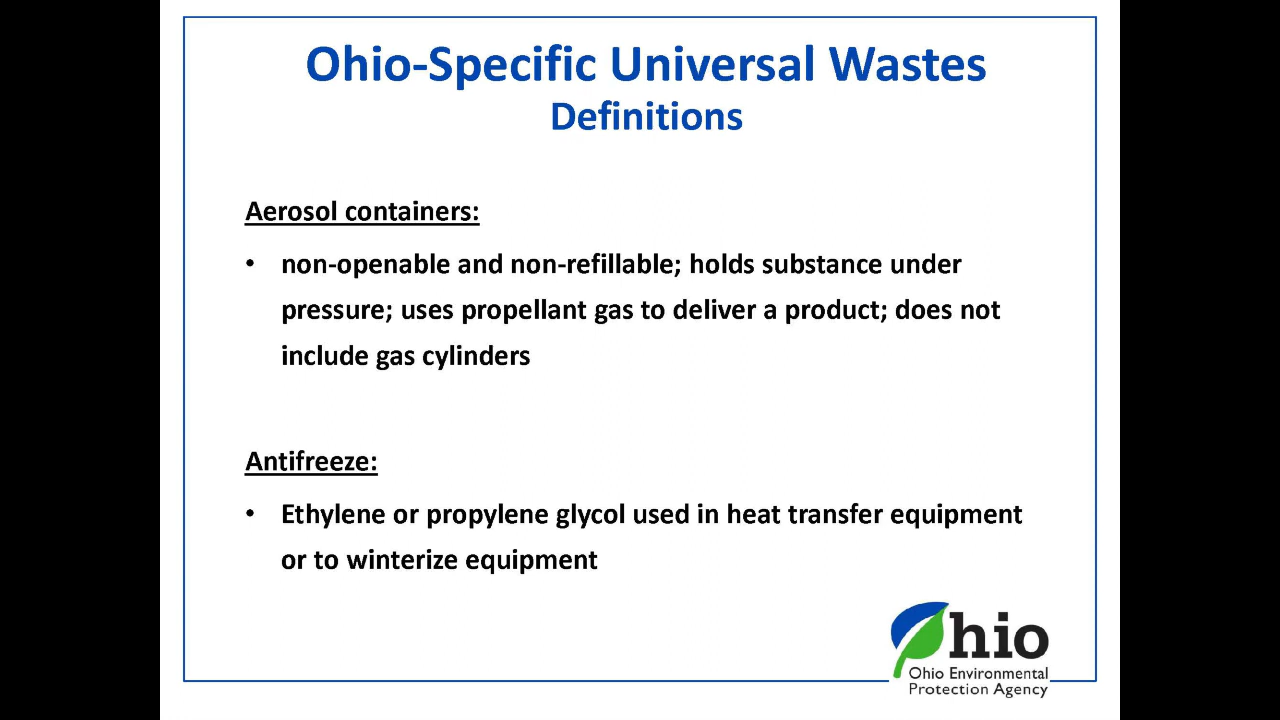 Ohio-Specific Universal Wastes
Definitions
Aerosol containers:
• non-openable and non-refillable; holds substance under
pressure; uses propellant gas to deliver a product; does not
include gas cylinders
Antifreeze:
• Ethylene or propylene glycol used in heat transfer equipment
or to winterize equipment
Ohio
Ohio Environmental
Protection Agency